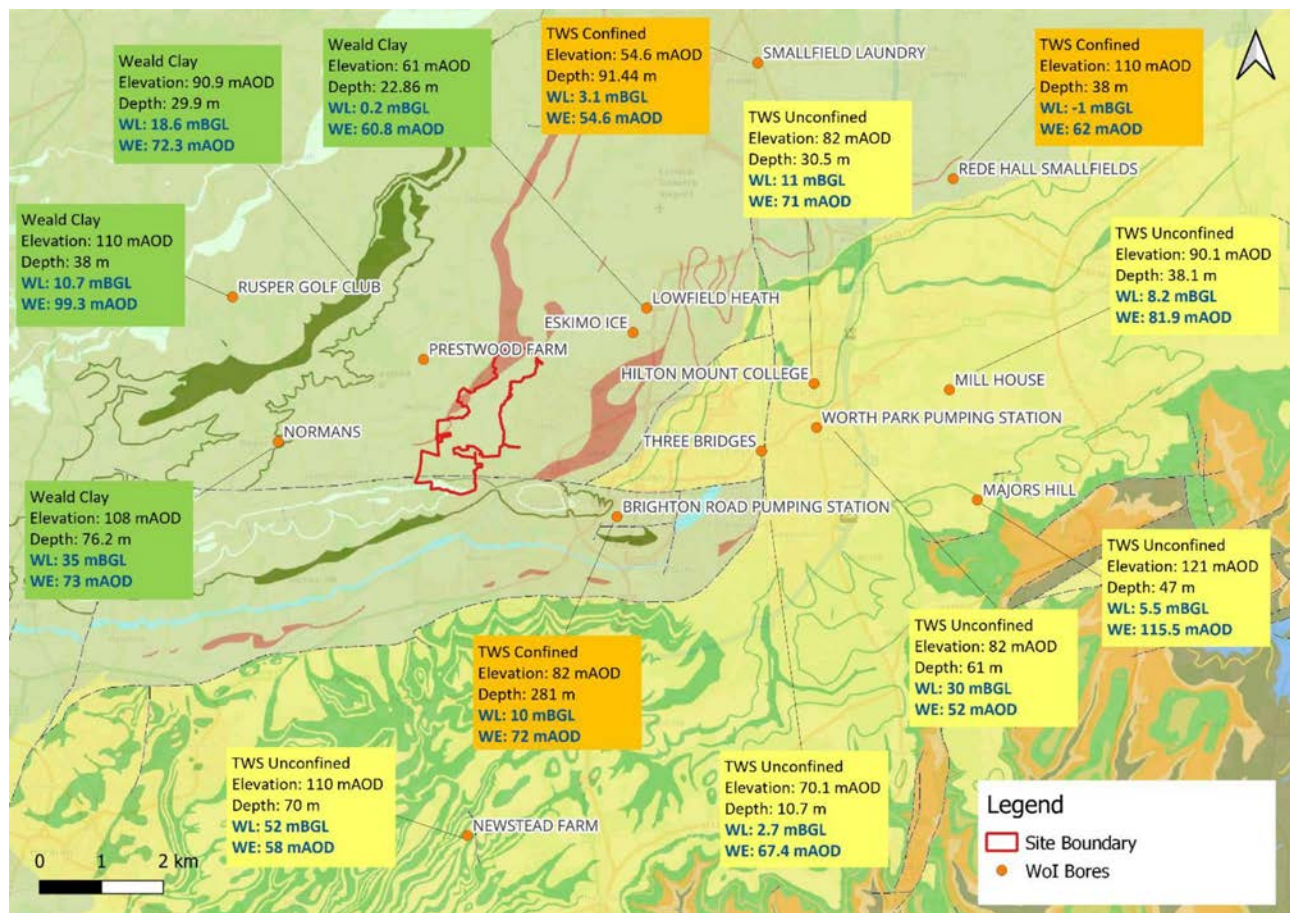 TWS Confined
Elevation: 54.6 mAOD
Depth: 91.44 m
WL: 3.1 mBGL
WE: 54.6 mAOD
SMALLFIELD LAUNDRY
Weald Clay
Elevation: 61 mAOD
Depth: 22.86 m
WL: 0.2 mBGL
WE: 60.8 mAOD
TWS Confined
Elevation: 110 mAOD
Depth: 38 m
WL: -1 mBGL
WE: 62 mAOD
Weald Clay
Elevation: 90.9 mAOD
Depth: 29.9 m
WL: 18.6 mBGL
WE: 72.3 mAOD
TWS Unconfined
Elevation: 82 mAOD
Depth: 30.5 m
WL: 11 mBGL
WE: 71 mAOD
REDE HALL SMALLFIELDS
Weald Clay
Elevation: 110 mAOD
Depth: 38 m
WL: 10.7 mBGL
WE: 99.3 mAOD
TWS Unconfined
Elevation: 90.1 mAOD
Depth: 38.1 m
WL: 8.2 mBGL
WE: 81.9 mAOD
RUSPER GOLF CLUB
LOWFIELD HEATH
ESKIMO ICE
PRESTWOOD FARM
HILTON MOUNT COLLEGE
MILL HOUSE
WORTH PARK PUMPING STATION
NORMANS
THREE BRIDGES
MAJORS HILL
BRIGHTON ROAD PUMPING STATION
Weald Clay
Elevation: 108 mAOD
Depth: 76.2 m
WL: 35 mBGL
WE: 73 mAOD
TWS Unconfined
Elevation: 121 mAOD
Depth: 47 m
WL: 5.5 mBGL
WE: 115.5 mAOD
TWS Unconfined
Elevation: 82 mAOD
Depth: 61 m
WL: 30 mBGL
WE: 52 mAOD
TWS Confined
Elevation: 82 mAOD
Depth: 281 m
WL: 10 mBGL
WE: 72 mAOD
TWS Unconfined
Elevation: 110 mAOD
Depth: 70 m
WL: 52 mBGL
WE: 58 mAOD
TWS Unconfined
Elevation: 70.1 mAOD
Depth: 10.7 m
WL: 2.7 mBGL
WE: 67.4 mAOD
NEWSTEAD FARM
Legend
Site Boundary
WoI Bores
0 1 2 km